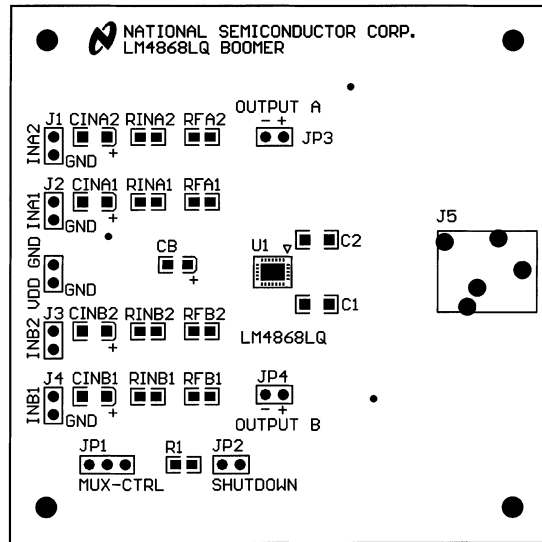 NATIONAL SEMICONDUCTOR CORP.
LM4868LQ BOOMER
OUTPUT A
- +
JP3
J1 CINA2 RINA2 RFA2
INA2
GND +
J2 CINA1 RINA1 RFA1
INA1
GND +
J5
GND
VDD
GND
CB
+
U1
C2
C1
LM4868LQ
J3 CINB2 RINB2 RFB2
INB2
+
J4 CINB1 RINB1 RFB1
INB1
GND +
JP4
- +
OUTPUT B
JP1 R1 JP2
MUX-CTRL SHUTDOWN